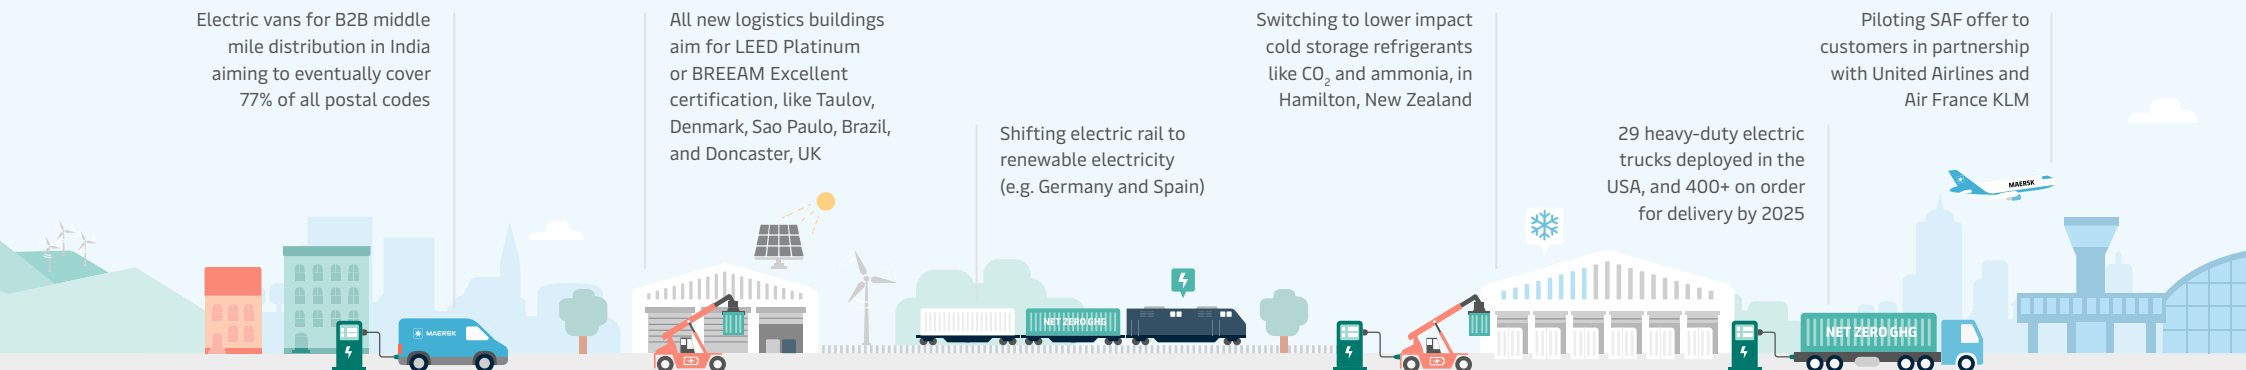 Electric vans for B2B middle
mile distribution in India
aiming to eventually cover
77% of all postal codes
All new logistics buildings
aim for LEED Platinum
or BREEAM Excellent
certification, like Taulov,
Denmark, Sao Paulo, Brazil,
and Doncaster, UK
Shifting electric rail to
renewable electricity
(e.g. Germany and Spain)
Switching to lower impact
cold storage refrigerants
like CO₂ and ammonia, in
Hamilton, New Zealand
29 heavy-duty electric
trucks deployed in the
USA, and 400+ on order
for delivery by 2025
Piloting SAF offer to
customers in partnership
with United Airlines and
Air France KLM
MAERSK
NET ZERO GHG
NET ZERO GHG
MAERSK